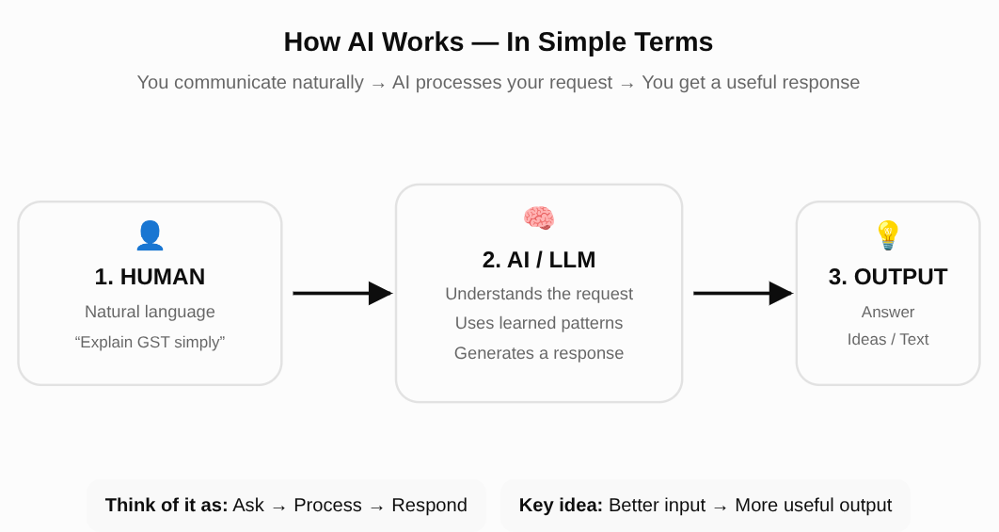 How AI Works — In Simple Terms
You communicate naturally → AI processes your request → You get a useful response
1. HUMAN
Natural language
“Explain GST simply”
2. AI / LLM
Understands the request
Uses learned patterns
Generates a response
3. OUTPUT
Answer
Ideas / Text
Think of it as: Ask → Process → Respond
Key idea: Better input → More useful output